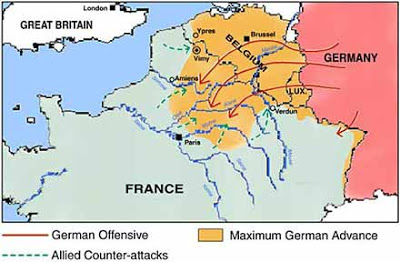 London
GREAT BRITAIN
Ypres
Brussel
BELGIUM
Vimy
GERMANY
Amiens
LUX.
Verdun
Paris
FRANCE
German Offensive
Maximum German Advance
Allied Counter-attacks